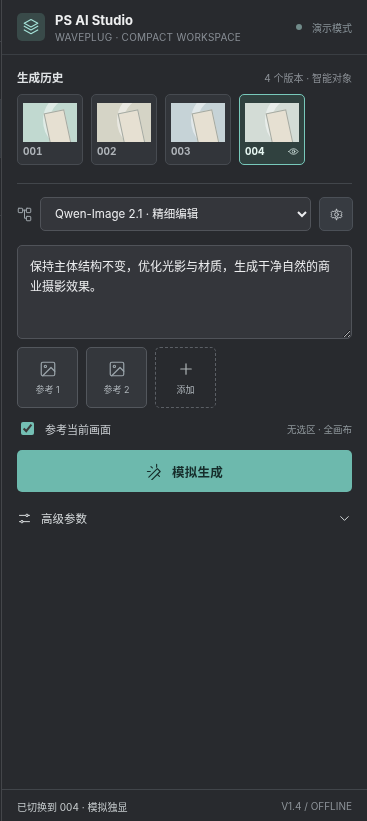 PS AI Studio
WAVEPLUG · COMPACT WORKSPACE
演示模式
生成历史
4 个版本 · 智能对象
001
002
003
004
Qwen-Image 2.1 · 精细编辑
保持主体结构不变，优化光影与材质，生成干净自然的商
业摄影效果。
参考 1
参考 2
添加
参考当前画面
无选区 · 全画布
模拟生成
高级参数
已切换到 004 · 模拟独显
V1.4 / OFFLINE